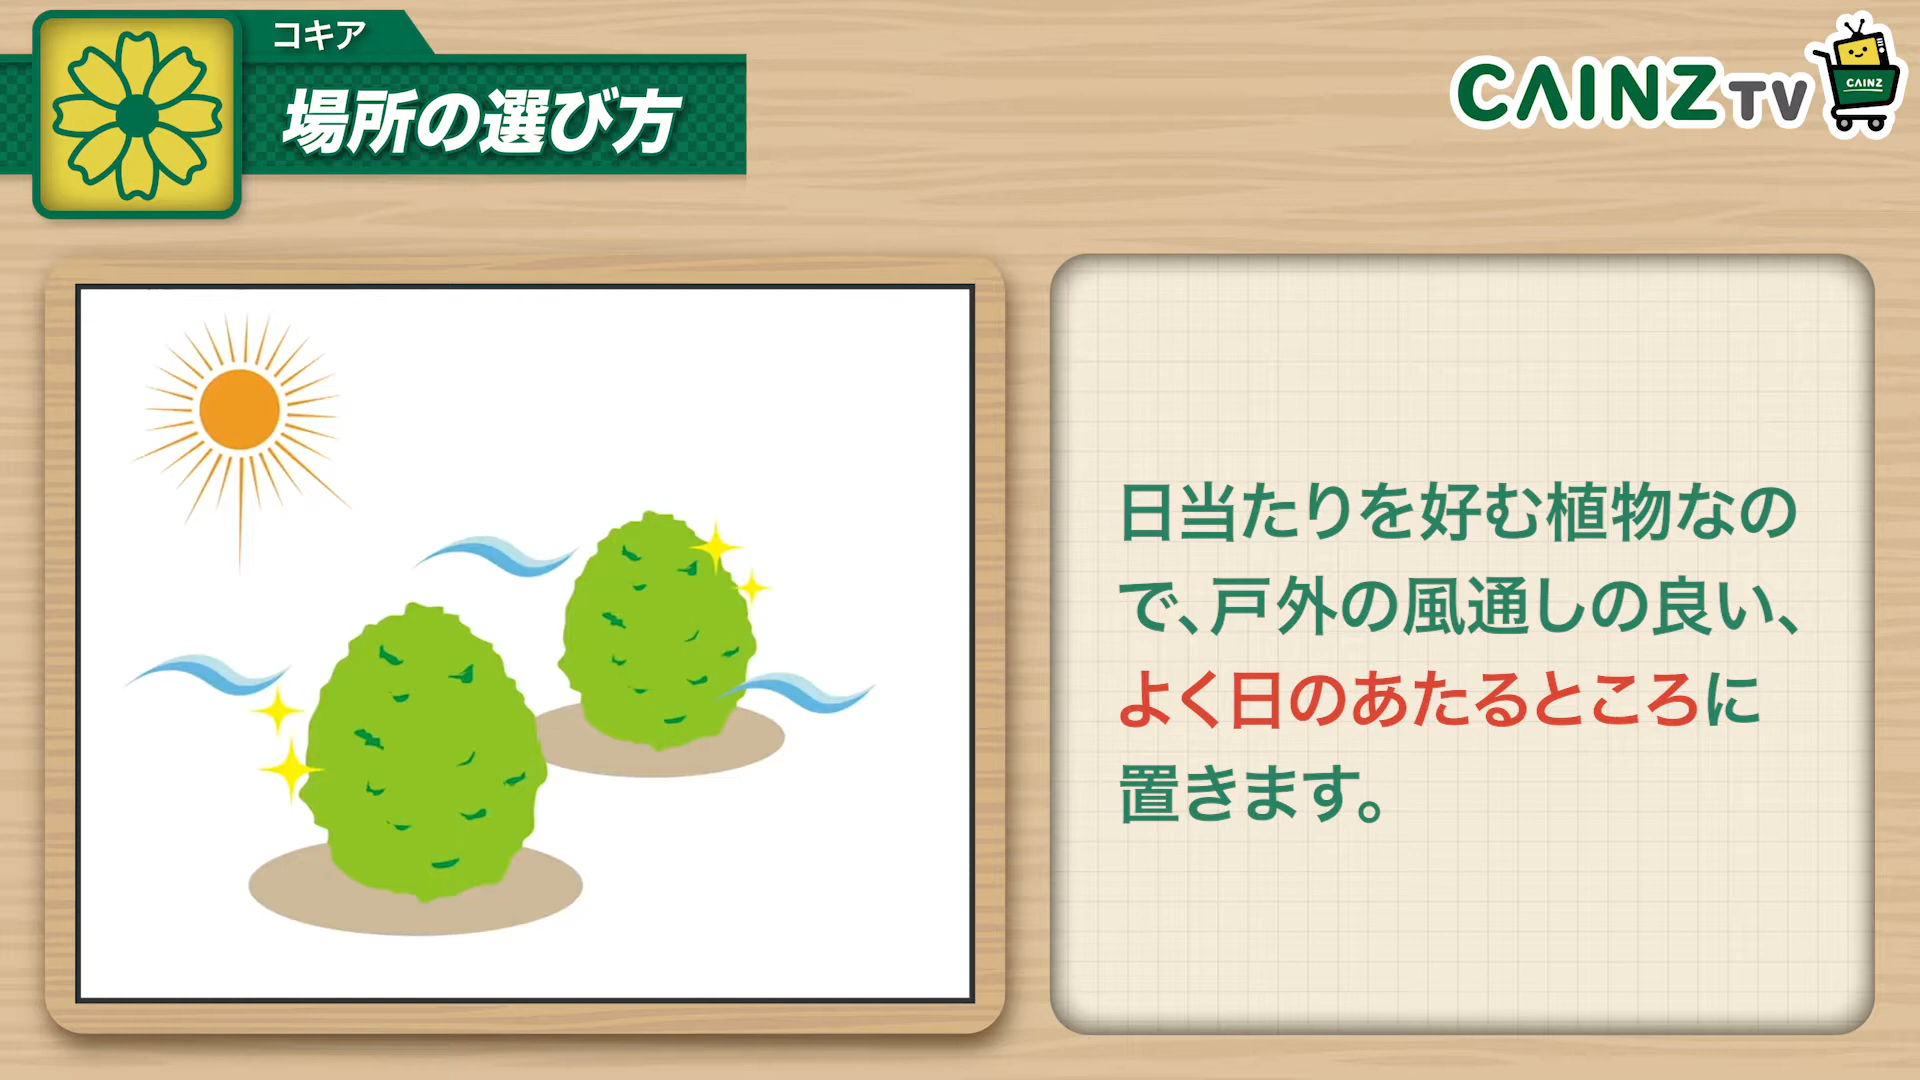 コキア
場所の選び方
CAINZ TV
CAINZ
日当たりを好む植物なの
で、戸外の風通しの良い、
よく日のあたるところに
置きます。